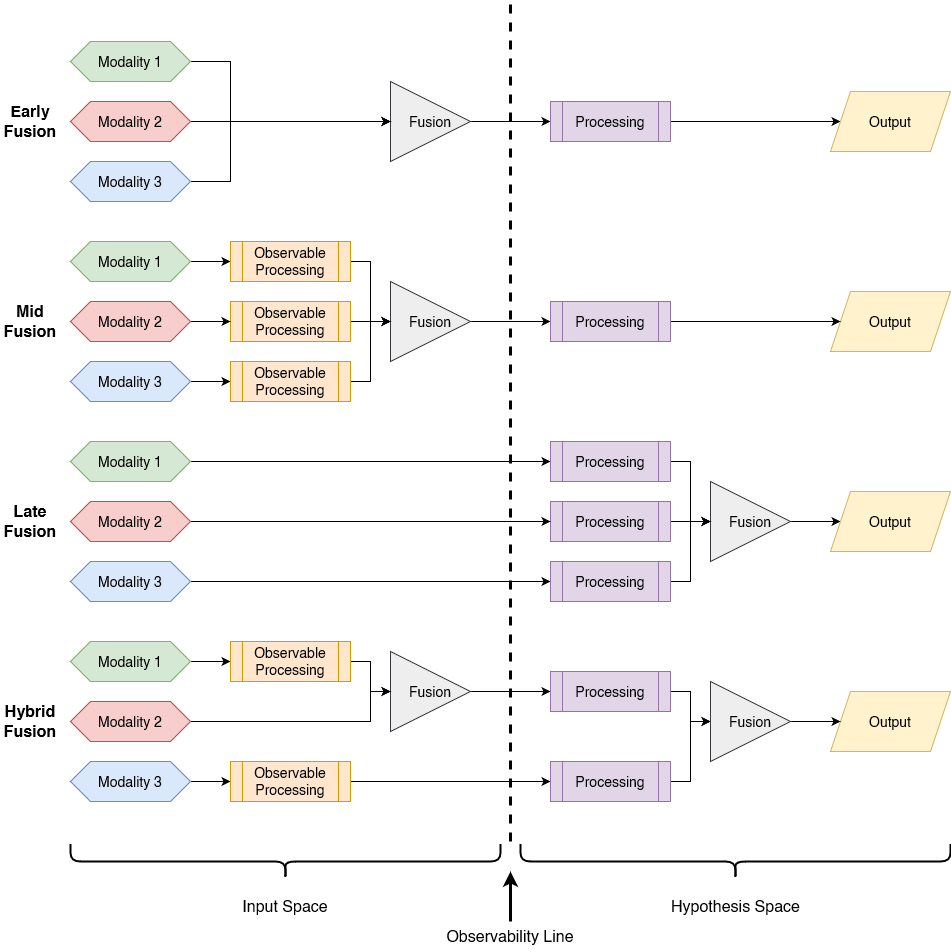 Early
Fusion
Modality 1
Modality 2
Modality 3
Fusion
Processing
Output
Mid
Fusion
Modality 1
Observable
Processing
Modality 2
Observable
Processing
Modality 3
Observable
Processing
Fusion
Processing
Output
Late
Fusion
Modality 1
Processing
Modality 2
Processing
Modality 3
Processing
Fusion
Output
Hybrid
Fusion
Modality 1
Observable
Processing
Modality 2
Fusion
Processing
Modality 3
Observable
Processing
Processing
Fusion
Output
Input Space
Hypothesis Space
Observability Line